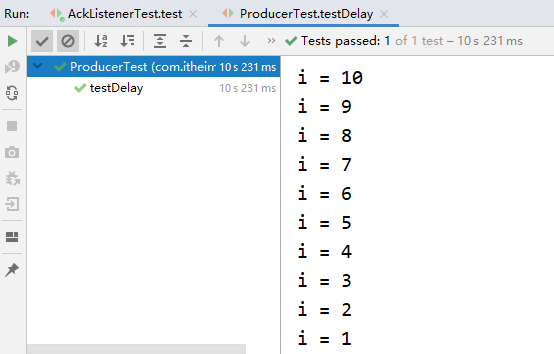 Run: AckListenerTest.test ProducerTest.testDelay
Tests passed: 1 of 1 test – 10 s 231 ms
ProducerTest (com.itheim 10 s 231 ms
testDelay 10 s 231 ms
i = 10
i = 9
i = 8
i = 7
i = 6
i = 5
i = 4
i = 3
i = 2
i = 1